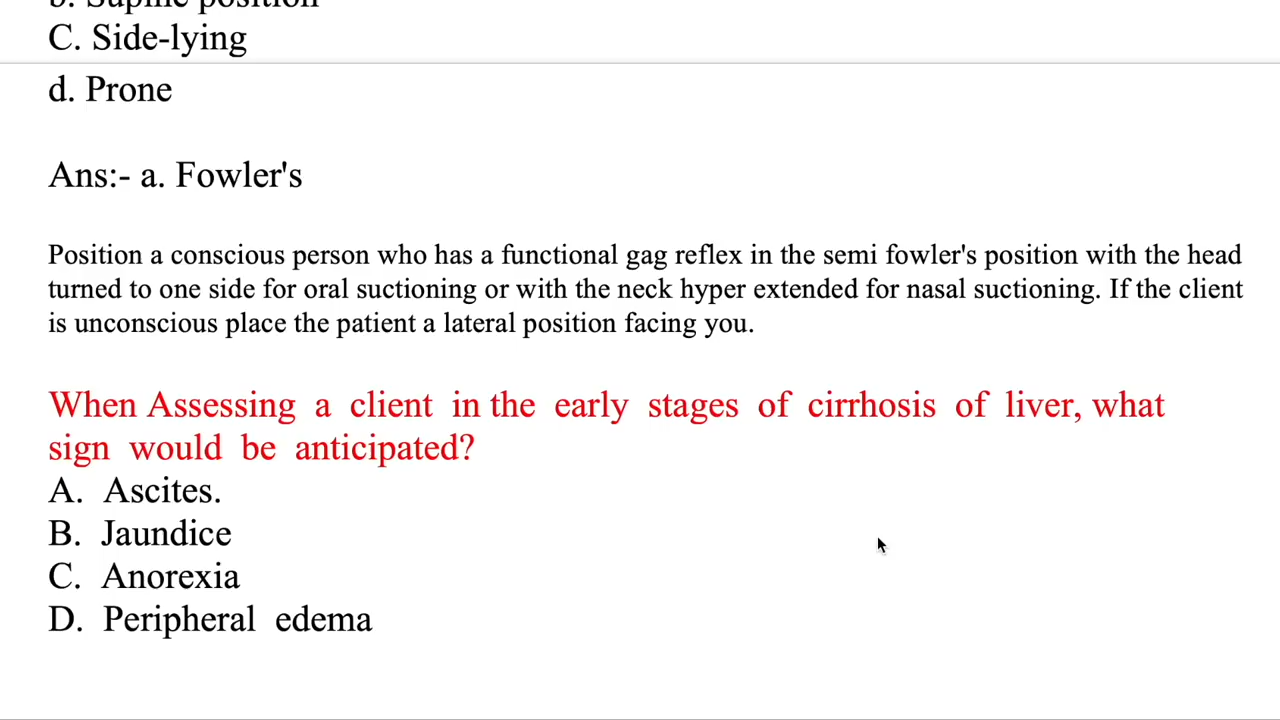 b. Supine position
C. Side-lying
d. Prone
Ans:- a. Fowler's
Position a conscious person who has a functional gag reflex in the semi fowler's position with the head
turned to one side for oral suctioning or with the neck hyper extended for nasal suctioning. If the client
is unconscious place the patient a lateral position facing you.
When Assessing a client in the early stages of cirrhosis of liver, what
sign would be anticipated?
A. Ascites.
B. Jaundice
C. Anorexia
D. Peripheral edema